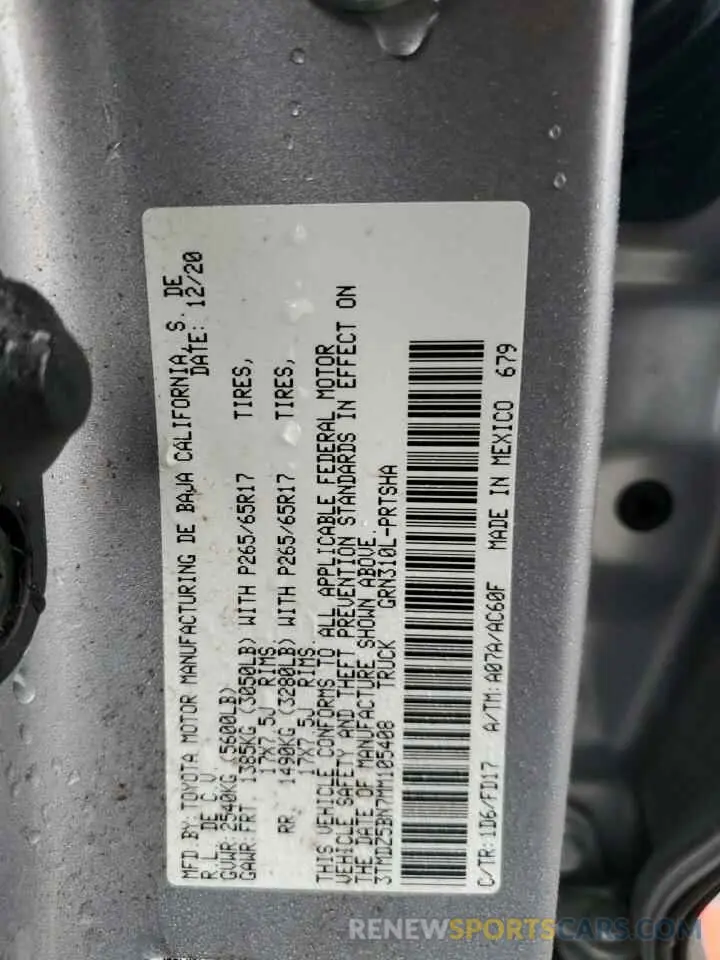 MFD BY: TOYOTA MOTOR MANUFACTURING DE BAJA CALIFORNIA, S. DE
R L. DE C V. DATE: 12/20
GVWR: 2540KG (5600LB)
GAWR: FRT. 1385KG (3050LB) WITH P265/65R17 TIRES,
17X7.5J RIMS
RR. 1490KG (3280LB) WITH P265/65R17 TIRES,
17X7.5J RIMS.
THIS VEHICLE CONFORMS TO ALL APPLICABLE FEDERAL MOTOR
VEHICLE SAFETY AND THEFT PREVENTION STANDARDS IN EFFECT ON
THE DATE OF MANUFACTURE SHOWN ABOVE.
3TMDZ5BN7MM105408 TRUCK GRN310L-PRTSHA
C/TR: 1D6/FD17 A/TM: A07A/AC60F MADE IN MEXICO 679
RENEWSPORTSCARS.COM